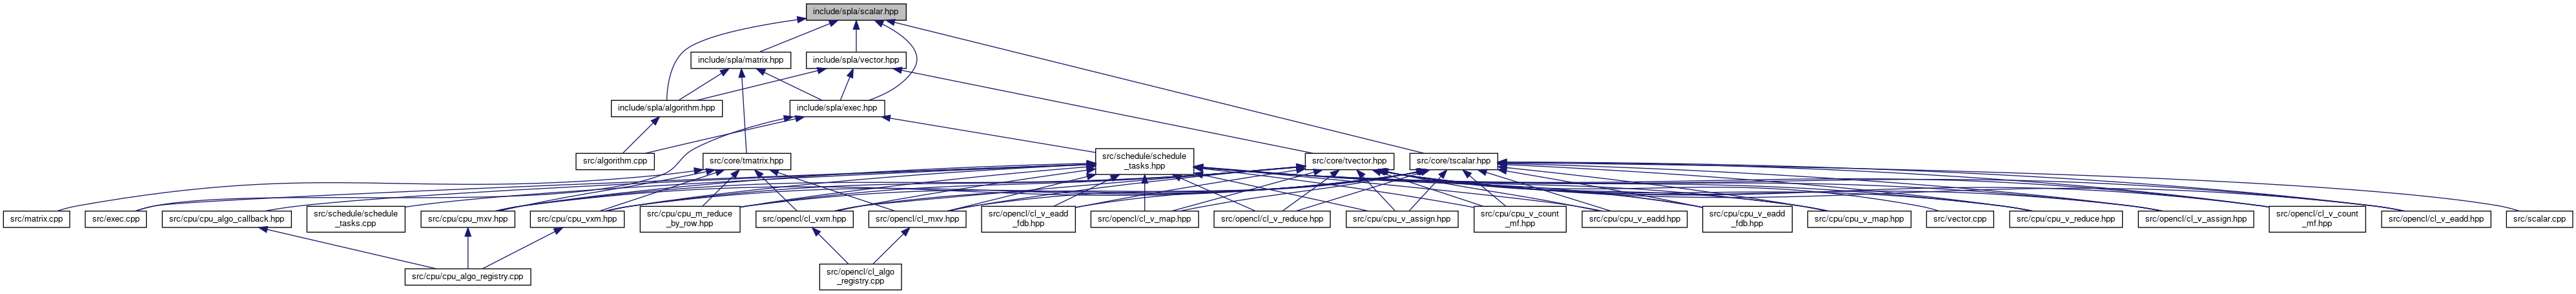 include/spla/scalar.hpp
include/spla/matrix.hpp
include/spla/vector.hpp
include/spla/algorithm.hpp
include/spla/exec.hpp
src/algorithm.cpp
src/core/tmatrix.hpp
src/schedule/schedule
_tasks.hpp
src/core/tvector.hpp
src/core/tscalar.hpp
src/matrix.cpp
src/exec.cpp
src/cpu/cpu_algo_callback.hpp
src/schedule/schedule
_tasks.cpp
src/cpu/cpu_mxv.hpp
src/cpu/cpu_vxm.hpp
src/cpu/cpu_m_reduce
_by_row.hpp
src/opencl/cl_vxm.hpp
src/opencl/cl_mxv.hpp
src/opencl/cl_v_eadd
_fdb.hpp
src/opencl/cl_v_map.hpp
src/opencl/cl_v_reduce.hpp
src/cpu/cpu_v_assign.hpp
src/cpu/cpu_v_count
_mf.hpp
src/cpu/cpu_v_eadd.hpp
src/cpu/cpu_v_eadd
_fdb.hpp
src/cpu/cpu_v_map.hpp
src/vector.cpp
src/cpu/cpu_v_reduce.hpp
src/opencl/cl_v_assign.hpp
src/opencl/cl_v_count
_mf.hpp
src/opencl/cl_v_eadd.hpp
src/scalar.cpp
src/cpu/cpu_algo_registry.cpp
src/opencl/cl_algo
_registry.cpp